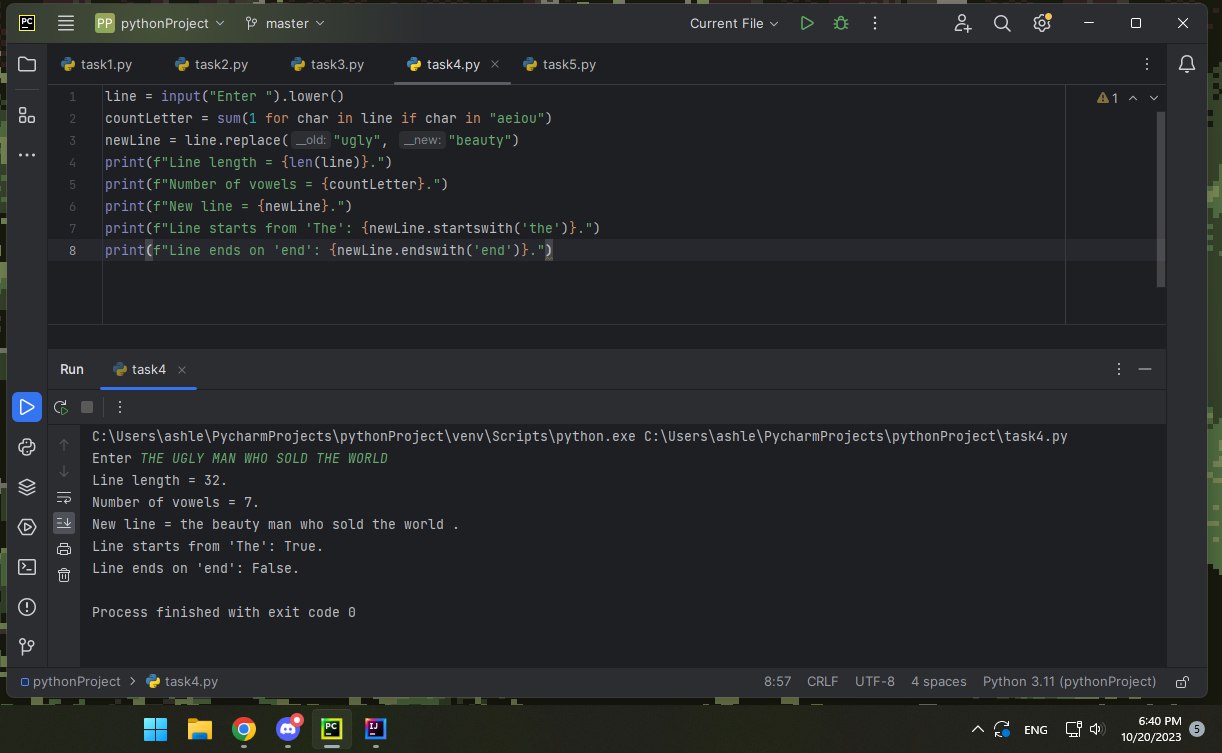 PC PP pythonProject master Current File
task1.py task2.py task3.py task4.py task5.py
1 line = input("Enter ").lower()
2 countLetter = sum(1 for char in line if char in "aeiou")
3 newLine = line.replace( __old: "ugly", __new: "beauty")
4 print(f"Line length = {len(line)}.")
5 print(f"Number of vowels = {countLetter}.")
6 print(f"New line = {newLine}.")
7 print(f"Line starts from 'The': {newLine.startswith('the')}.")
8 print(f"Line ends on 'end': {newLine.endswith('end')}.")
1
Run task4
C:\Users\ashle\PycharmProjects\pythonProject\venv\Scripts\python.exe C:\Users\ashle\PycharmProjects\pythonProject\task4.py
Enter THE UGLY MAN WHO SOLD THE WORLD
Line length = 32.
Number of vowels = 7.
New line = the beauty man who sold the world .
Line starts from 'The': True.
Line ends on 'end': False.
Process finished with exit code 0
pythonProject task4.py 8:57 CRLF UTF-8 4 spaces Python 3.11 (pythonProject)
PC IJ ENG 6:40 PM
10/20/2023 5